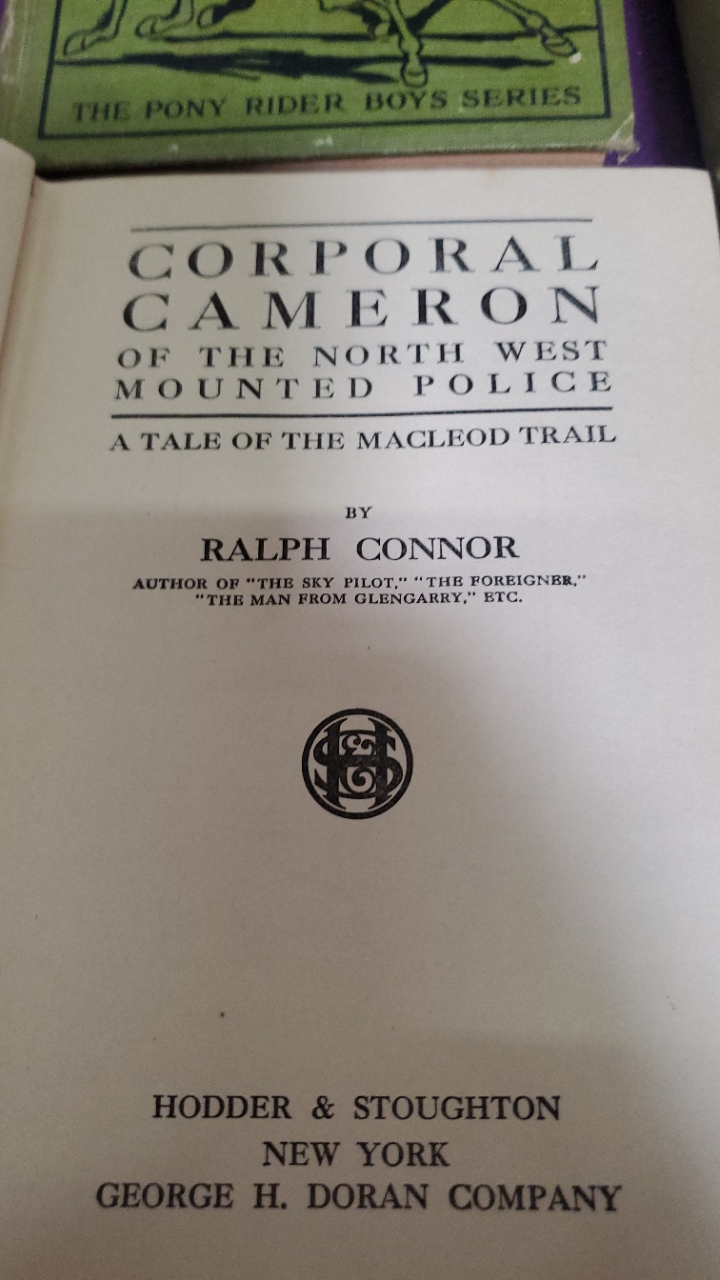 THE PONY RIDER BOYS SERIES
CORPORAL
CAMERON
OF THE NORTH WEST
MOUNTED POLICE
A TALE OF THE MACLEOD TRAIL
BY
RALPH CONNOR
AUTHOR OF "THE SKY PILOT," "THE FOREIGNER,"
"THE MAN FROM GLENGARRY," ETC.
HODDER & STOUGHTON
NEW YORK
GEORGE H. DORAN COMPANY